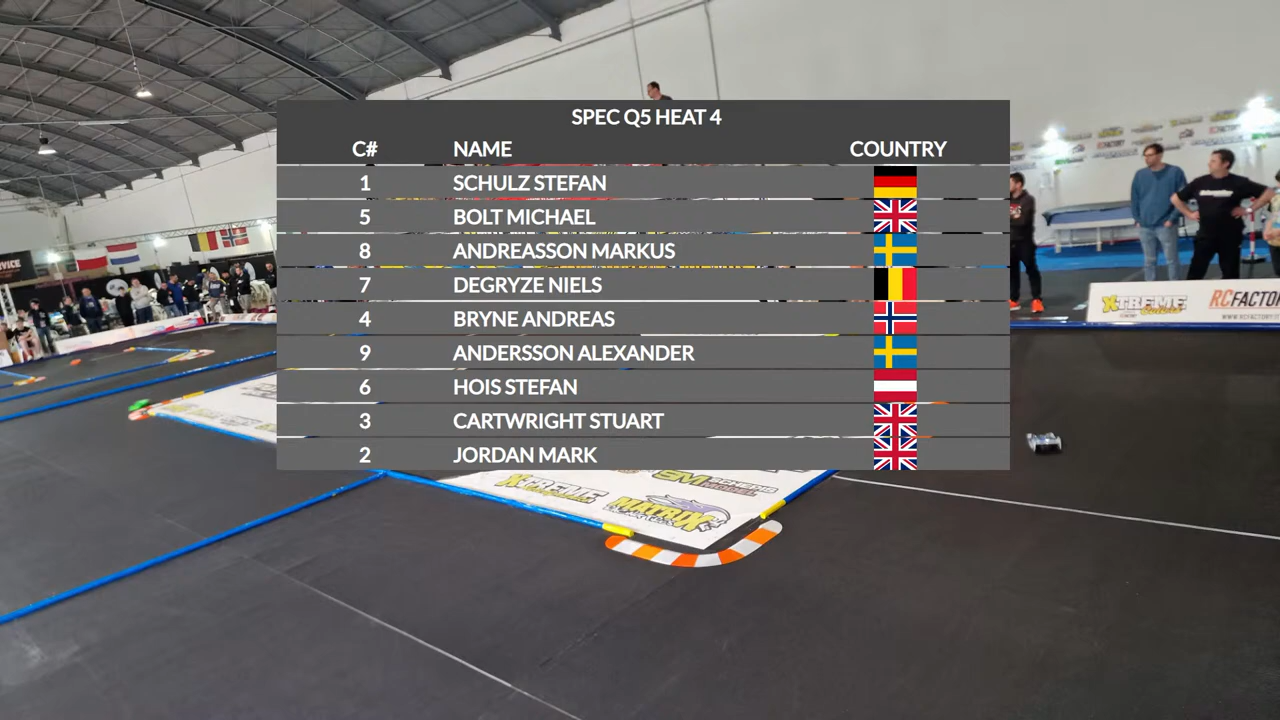 SPEC Q5 HEAT 4
C# NAME COUNTRY
1 SCHULZ STEFAN
5 BOLT MICHAEL
8 ANDREASSON MARKUS
7 DEGRYZE NIELS
4 BRYNE ANDREAS
9 ANDERSSON ALEXANDER
6 HOIS STEFAN
3 CARTWRIGHT STUART
2 JORDAN MARK
XTREME
RCFACTOR
XTREME
MATRIX